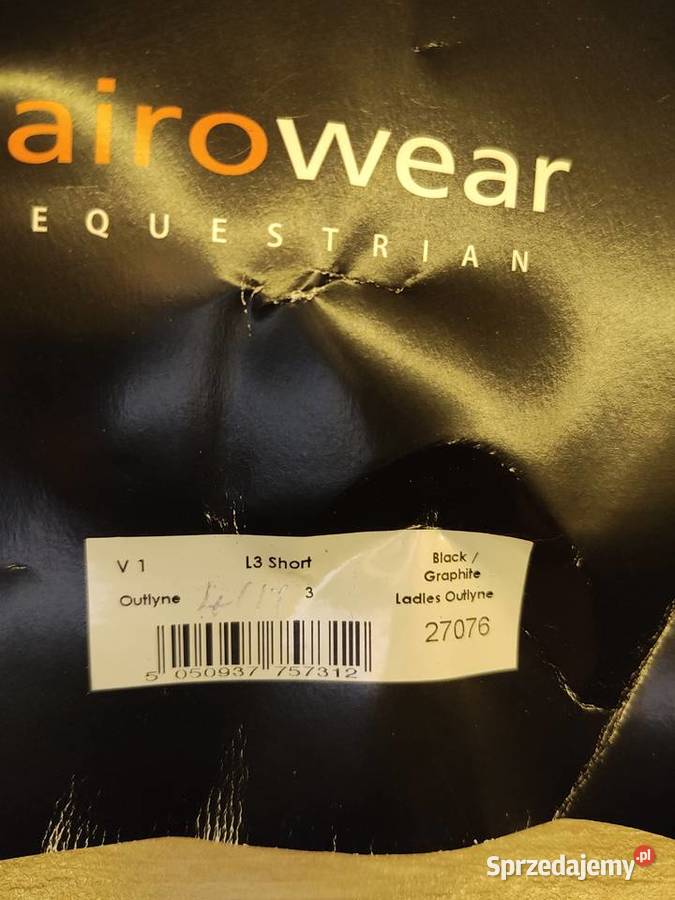 airowear
EQUESTRIAN
V 1
L3 Short
Black /
Graphite
Outlyne
3
Ladies Outlyne
27076
5 050937 757312
Sprzedajemy.pl